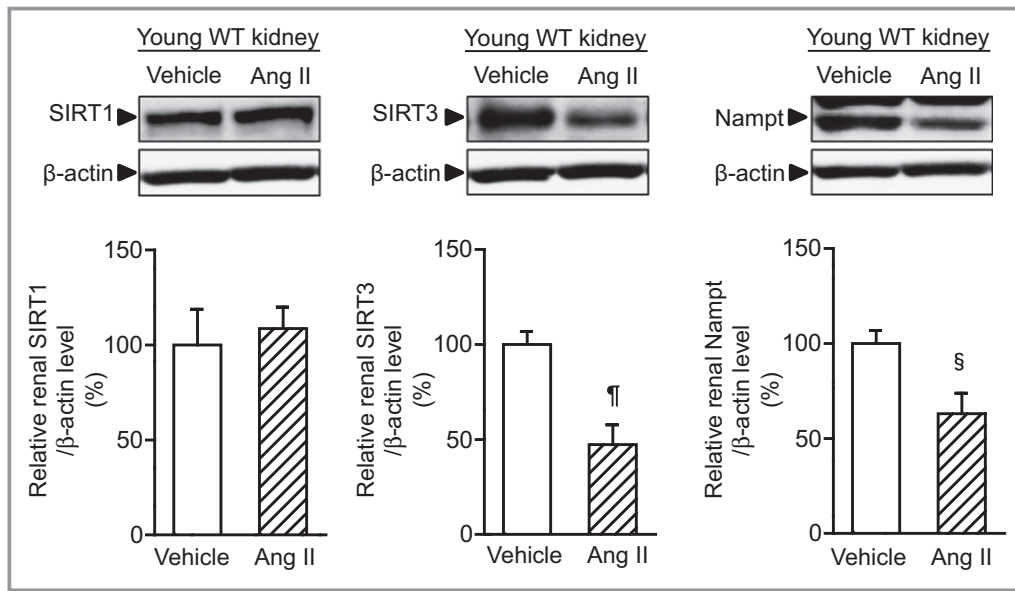 Young WT kidney
Vehicle Ang II
SIRT1
β-actin
150
100
50
0
Relative renal SIRT1
/β-actin level
(%)
Vehicle Ang II
Young WT kidney
Vehicle Ang II
SIRT3
β-actin
150
100
50
0
Relative renal SIRT3
/β-actin level
(%)
¶
Vehicle Ang II
Young WT kidney
Vehicle Ang II
Nampt
β-actin
150
100
50
0
Relative renal Nampt
/β-actin level
(%)
§
Vehicle Ang II